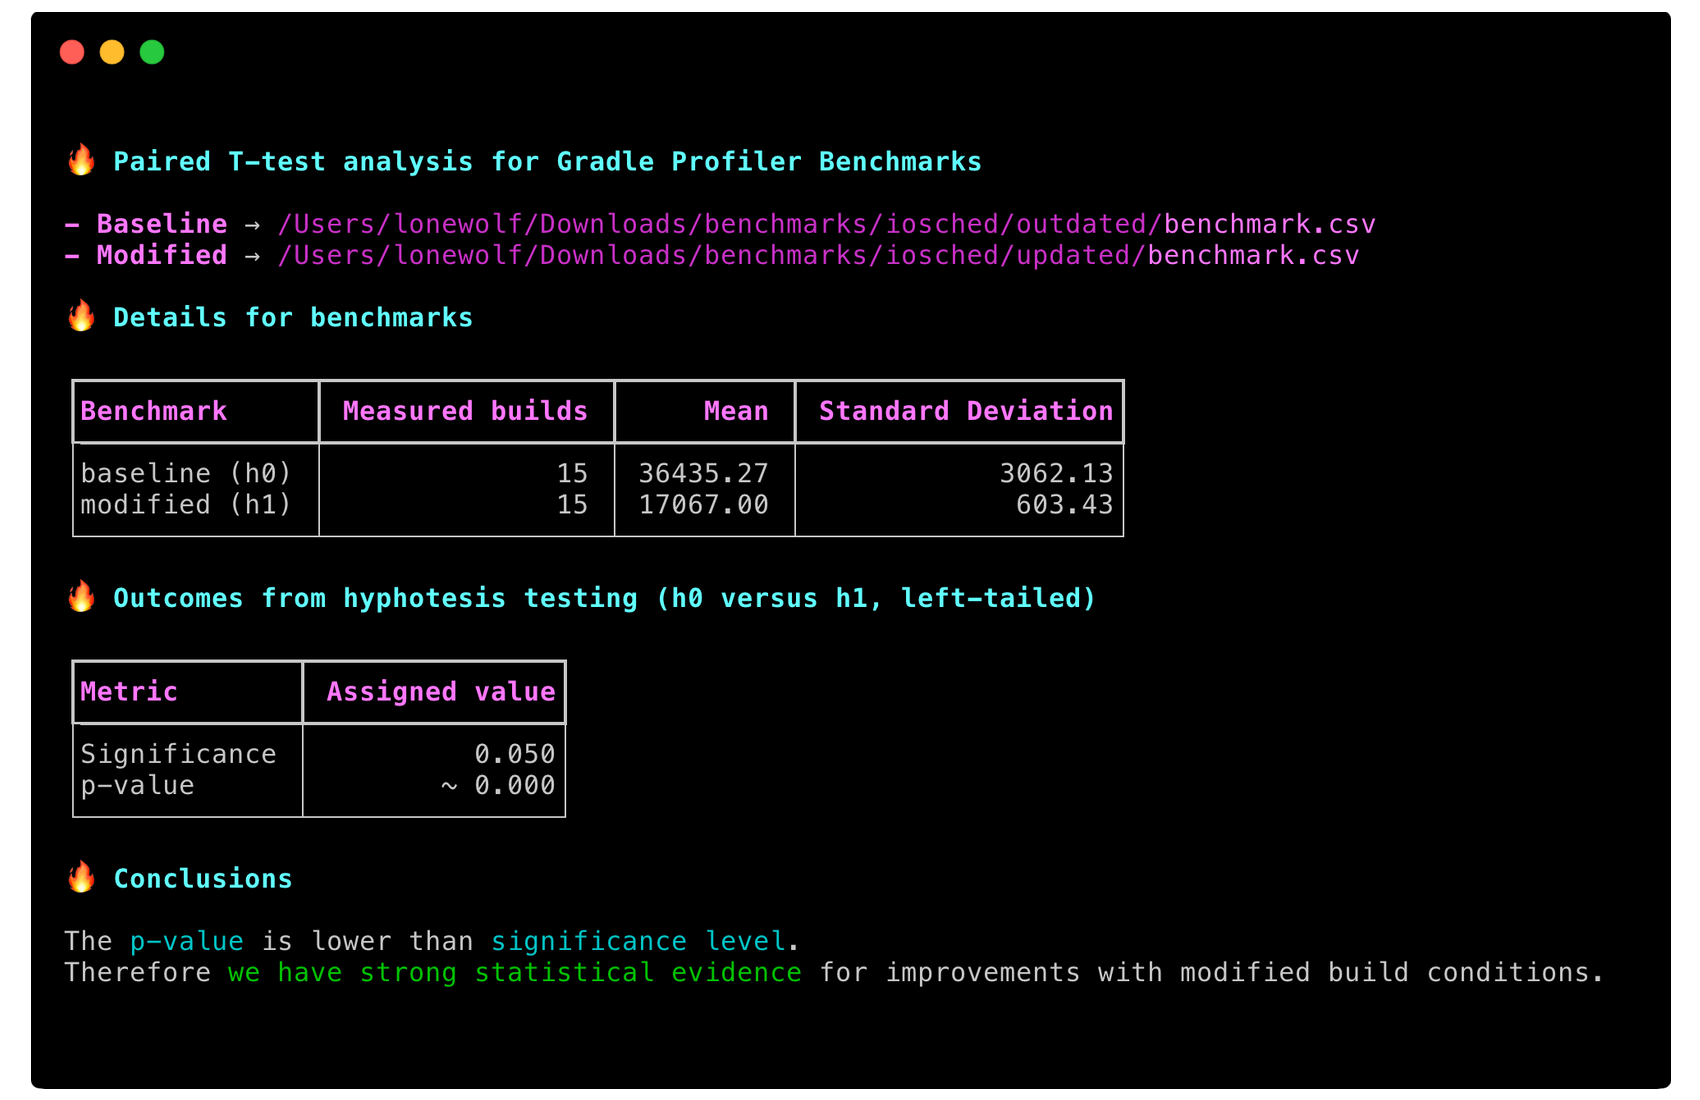 🔥 Paired T-test analysis for Gradle Profiler Benchmarks
- Baseline → /Users/lonewolf/Downloads/benchmarks/iosched/outdated/benchmark.csv
- Modified → /Users/lonewolf/Downloads/benchmarks/iosched/updated/benchmark.csv
🔥 Details for benchmarks
Benchmark Measured builds Mean Standard Deviation
baseline (h0) 15 36435.27 3062.13
modified (h1) 15 17067.00 603.43
🔥 Outcomes from hyphotesis testing (h0 versus h1, left-tailed)
Metric Assigned value
Significance 0.050
p-value ~ 0.000
🔥 Conclusions
The p-value is lower than significance level.
Therefore we have strong statistical evidence for improvements with modified build conditions.